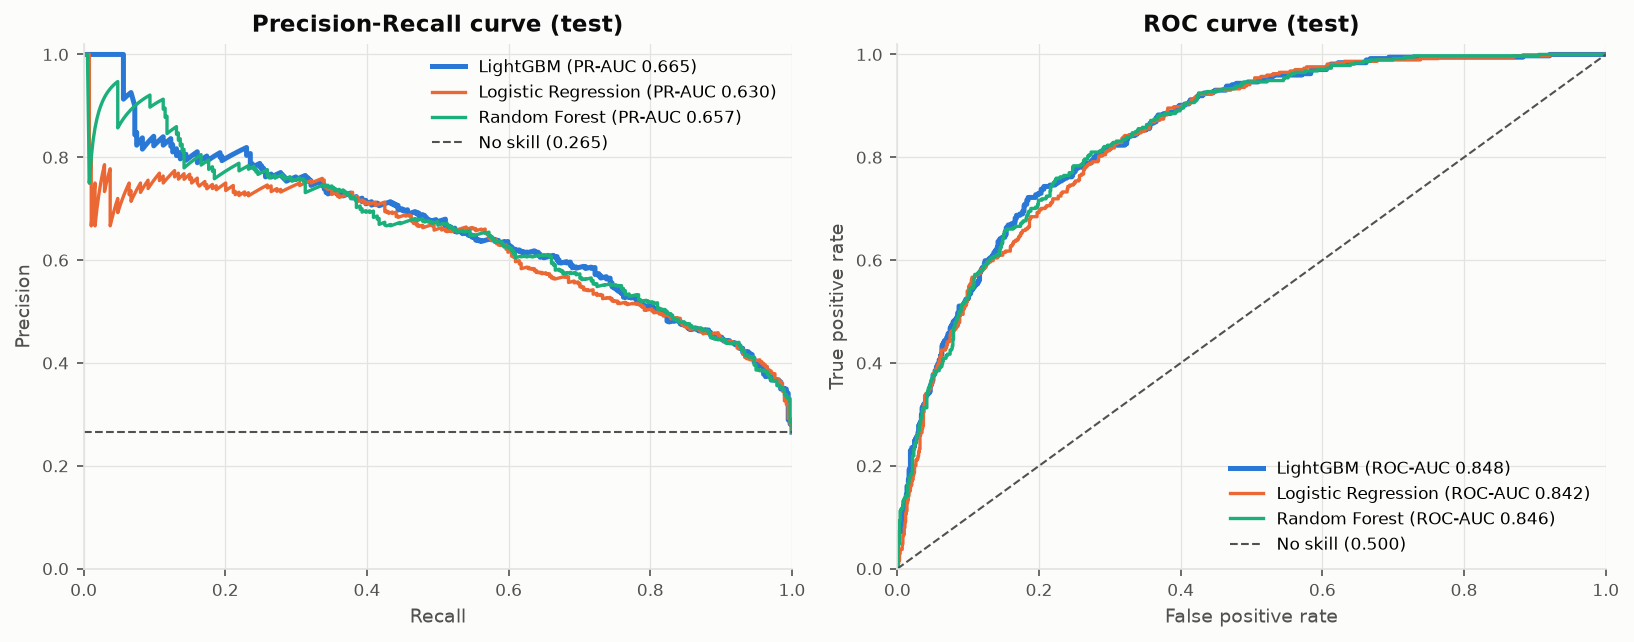 Precision-Recall curve (test)
1.0
0.8
0.6
0.4
0.2
0.0
Precision
LightGBM (PR-AUC 0.665)
Logistic Regression (PR-AUC 0.630)
Random Forest (PR-AUC 0.657)
No skill (0.265)
0.0 0.2 0.4 0.6 0.8 1.0
Recall
ROC curve (test)
1.0
0.8
0.6
0.4
0.2
0.0
True positive rate
LightGBM (ROC-AUC 0.848)
Logistic Regression (ROC-AUC 0.842)
Random Forest (ROC-AUC 0.846)
No skill (0.500)
0.0 0.2 0.4 0.6 0.8 1.0
False positive rate